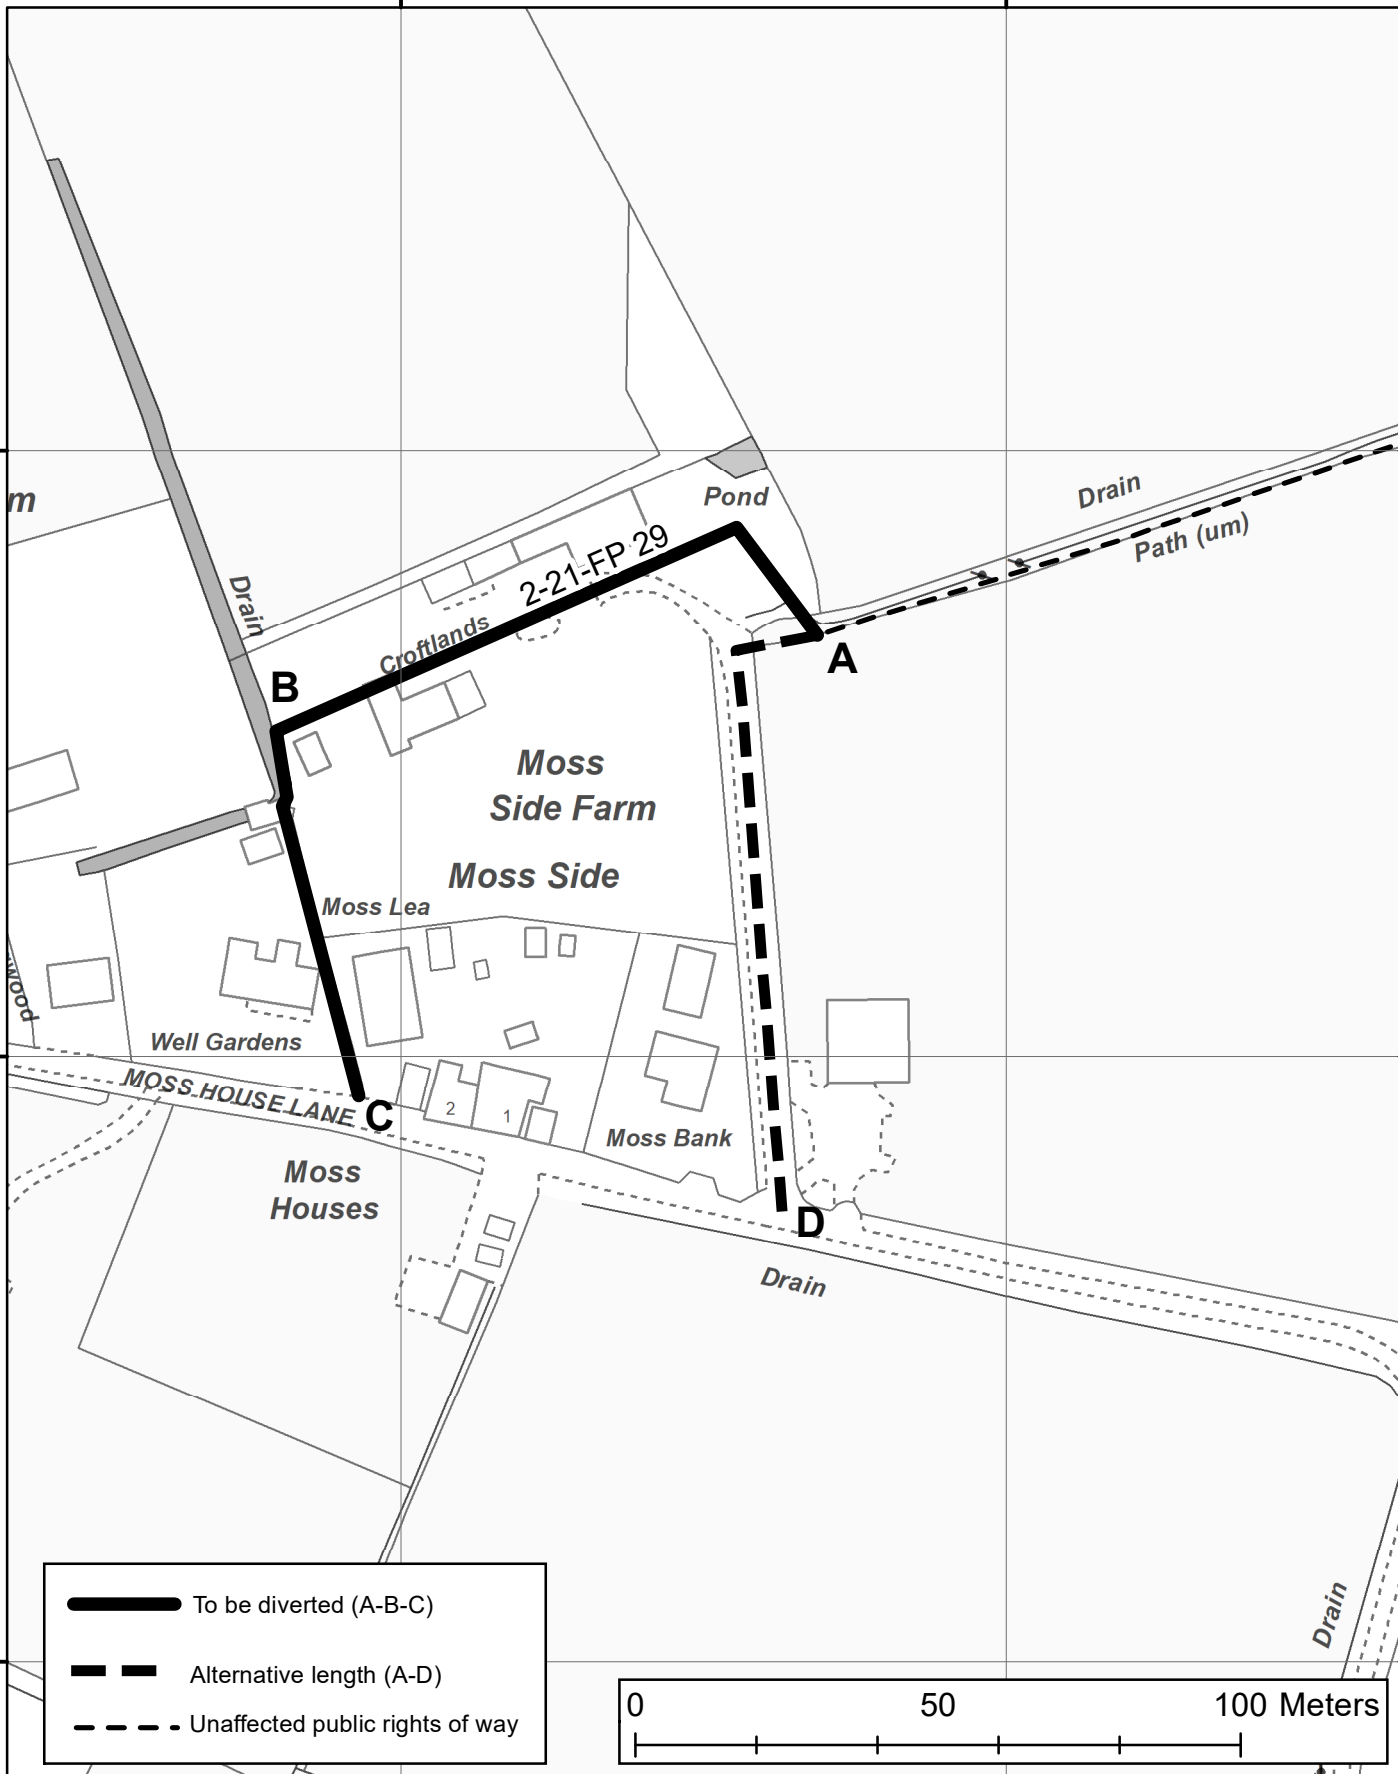 m
Pond
Drain
Path (um)
2-21-FP 29
Drain
Croftlands
A
B
Moss
Side Farm
Moss Side
Moss Lea
wood
Well Gardens
MOSS HOUSE LANE
C
2
1
Moss Bank
Moss
Houses
D
Drain
Drain
To be diverted (A-B-C)
Alternative length (A-D)
Unaffected public rights of way
0 50 100 Meters